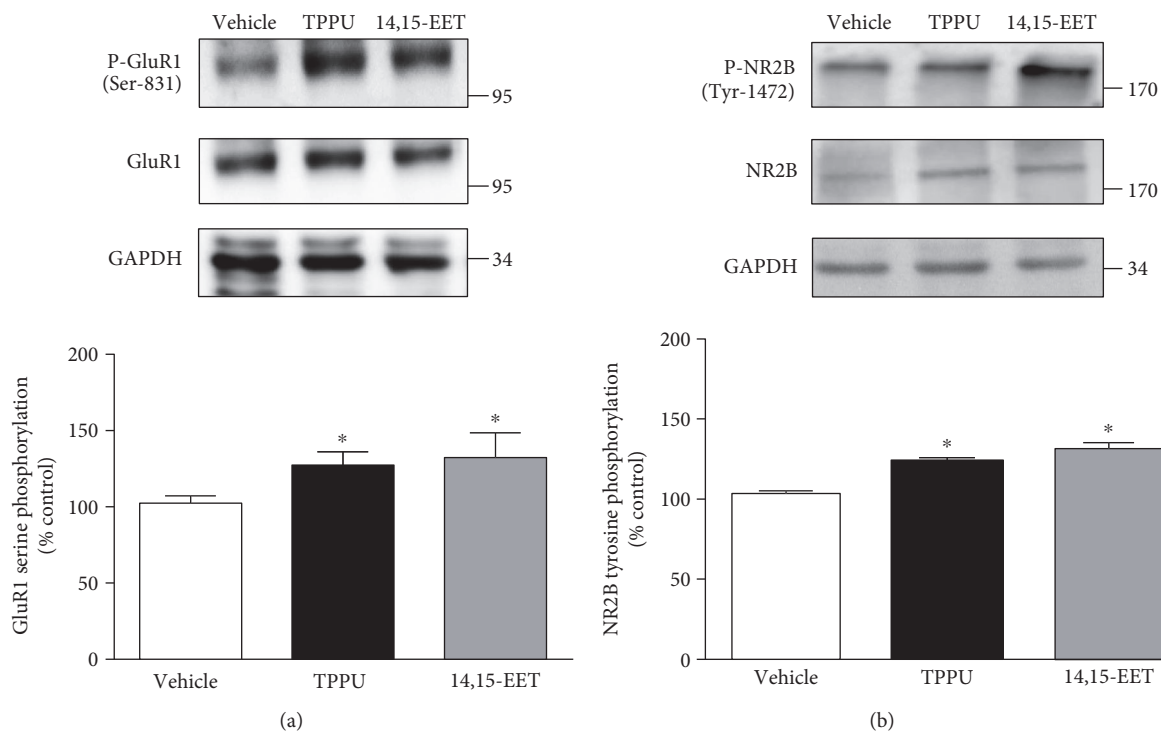 Vehicle TPPU 14,15-EET
P-GluR1
(Ser-831)
95
GluR1
95
GAPDH
34
200
150
100
50
0
GluR1 serine phosphorylation
(% control)
*
*
Vehicle TPPU 14,15-EET
(a)
Vehicle TPPU 14,15-EET
P-NR2B
(Tyr-1472)
170
NR2B
170
GAPDH
34
200
150
100
50
0
NR2B tyrosine phosphorylation
(% control)
*
*
Vehicle TPPU 14,15-EET
(b)